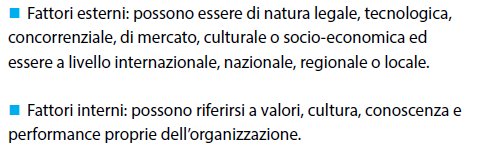 ■ Fattori esterni: possono essere di natura legale, tecnologica,
concorrenziale, di mercato, culturale o socio-economica ed
essere a livello internazionale, nazionale, regionale o locale.
■ Fattori interni: possono riferirsi a valori, cultura, conoscenza e
performance proprie dell'organizzazione.